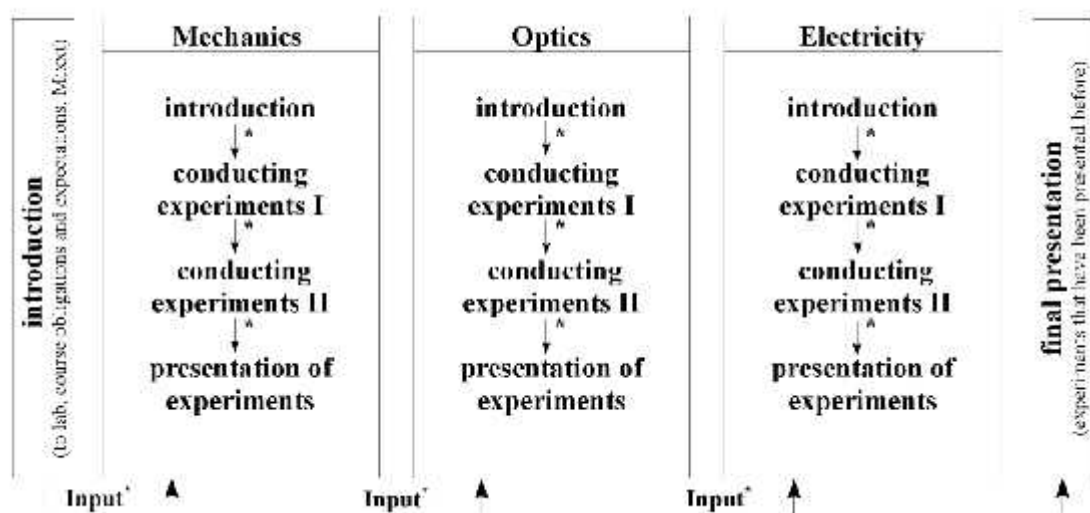 introduction
(to lab, course obligations and expectations,
Mechanics
introduction
*
conducting
experiments I
*
conducting
experiments II
*
presentation of
experiments
Optics
introduction
*
conducting
experiments I
*
conducting
experiments II
*
presentation of
experiments
Electricity
introduction
*
conducting
experiments I
*
conducting
experiments II
*
presentation of
experiments
final presentation
(experiments that have been presented before)
Input*
Input*
Input*